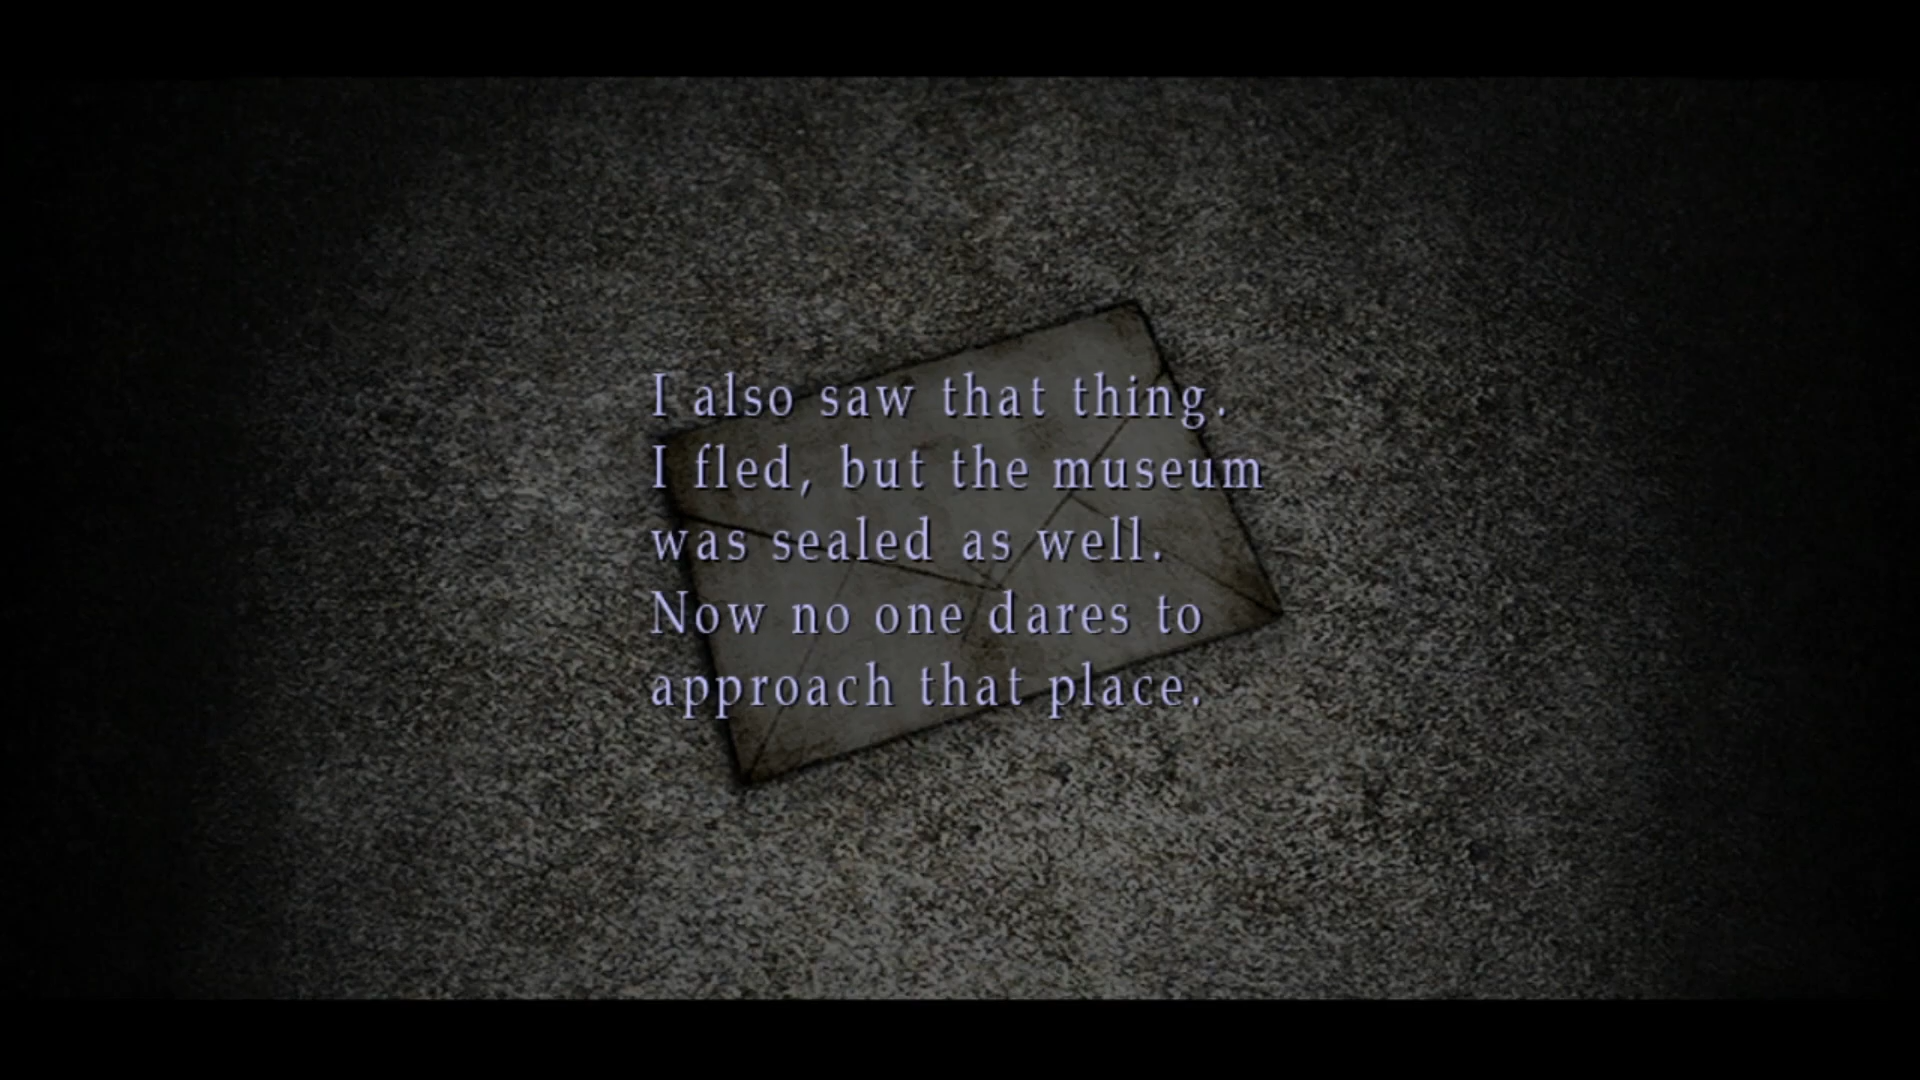 I also saw that thing.
I fled, but the museum
was sealed as well.
Now no one dares to
approach that place.